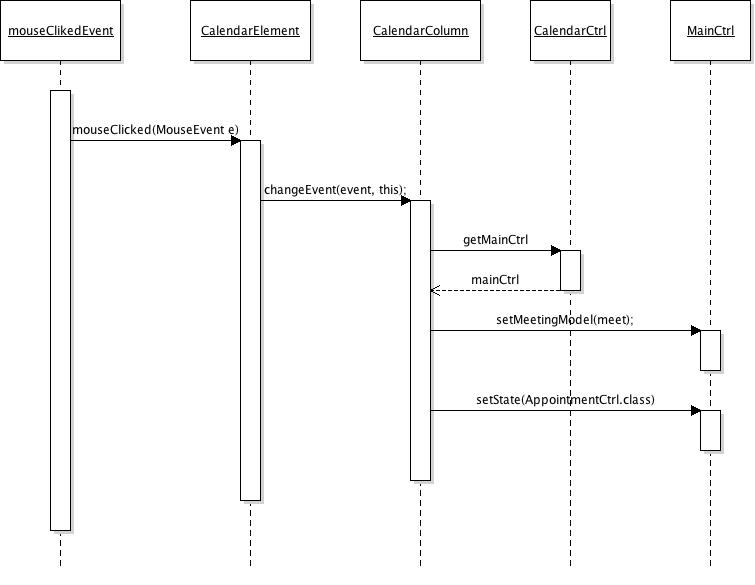 mouseClikedEvent
CalendarElement
CalendarColumn
CalendarCtrl
MainCtrl
mouseClicked(MouseEvent e)
changeEvent(event, this);
getMainCtrl
mainCtrl
setMeetingModel(meet);
setState(AppointmentCtrl.class)